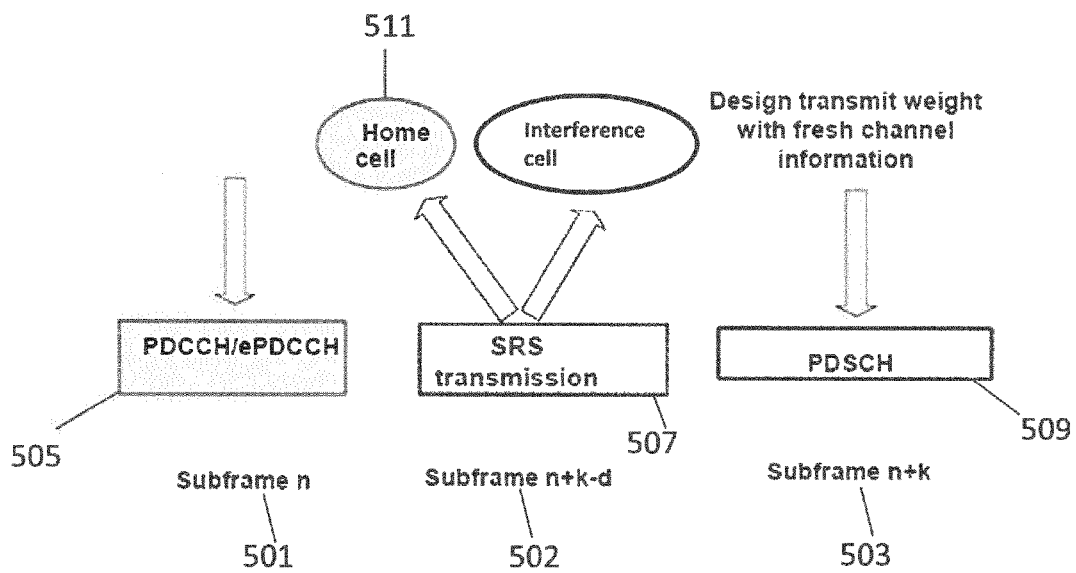 511
Home
cell
Interference
cell
Design transmit weight
with fresh channel
information
PDCCH/ePDCCH
SRS
transmission
PDSCH
505
507
509
Subframe n
Subframe n+k-d
Subframe n+k
501
502
503